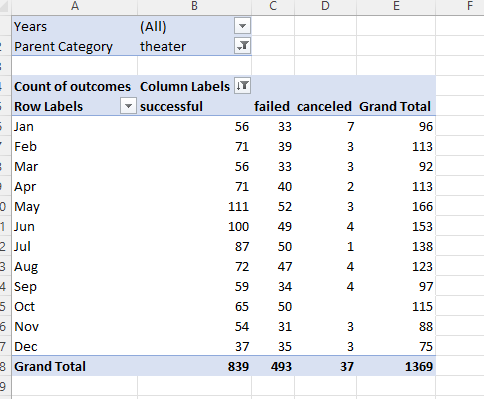 A B C D E F
Years (All)
2 Parent Category theater
3
4 Count of outcomes Column Labels
5 Row Labels successful failed canceled Grand Total
6 Jan 56 33 7 96
7 Feb 71 39 3 113
8 Mar 56 33 3 92
9 Apr 71 40 2 113
0 May 111 52 3 166
1 Jun 100 49 4 153
2 Jul 87 50 1 138
3 Aug 72 47 4 123
4 Sep 59 34 4 97
5 Oct 65 50 115
6 Nov 54 31 3 88
7 Dec 37 35 3 75
8 Grand Total 839 493 37 1369
9